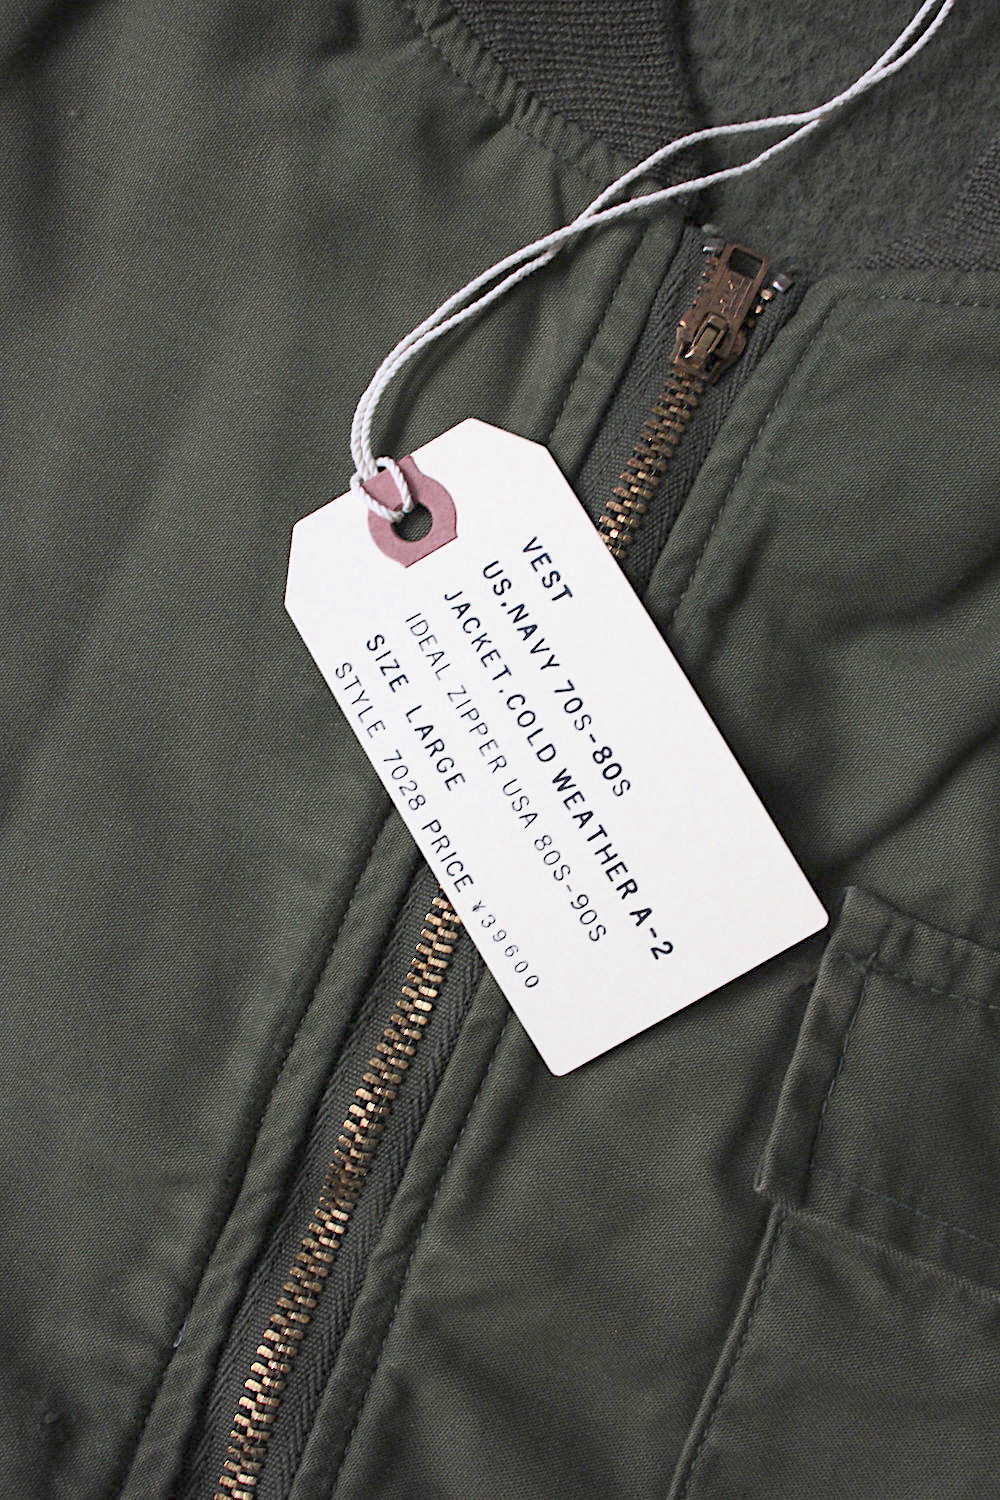 VEST
US.NAVY 70S-80S
JACKET.COLD WEATHER A-2
IDEAL ZIPPER USA 80S-90S
SIZE LARGE
STYLE 7028 PRICE ¥39600